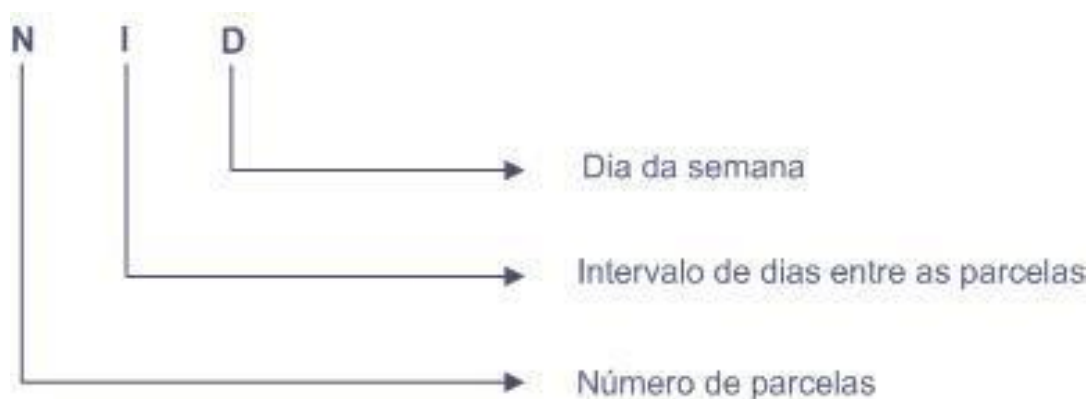 N I D
Dia da semana
Intervalo de dias entre as parcelas
Número de parcelas